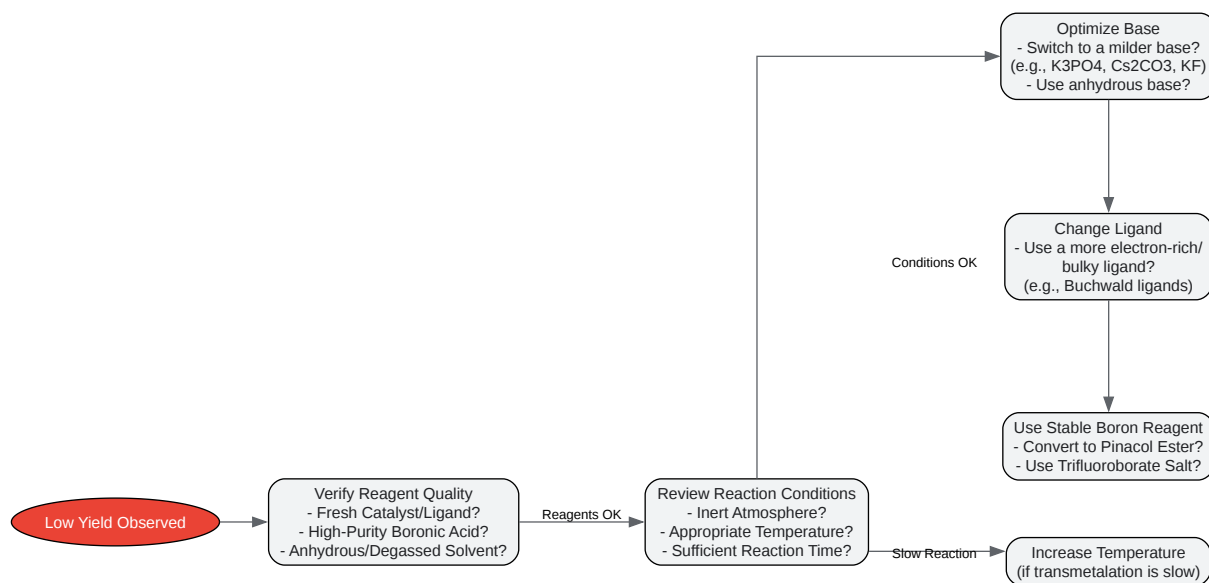 Low Yield Observed
Verify Reagent Quality
- Fresh Catalyst/Ligand?
- High-Purity Boronic Acid?
- Anhydrous/Degassed Solvent?
Reagents OK
Review Reaction Conditions
- Inert Atmosphere?
- Appropriate Temperature?
- Sufficient Reaction Time?
Conditions OK
Optimize Base
- Switch to a milder base?
(e.g., K3PO4, Cs2CO3, KF)
- Use anhydrous base?
Change Ligand
- Use a more electron-rich/
bulky ligand?
(e.g., Buchwald ligands)
Use Stable Boron Reagent
- Convert to Pinacol Ester?
- Use Trifluoroborate Salt?
Slow Reaction
Increase Temperature
(if transmetalation is slow)